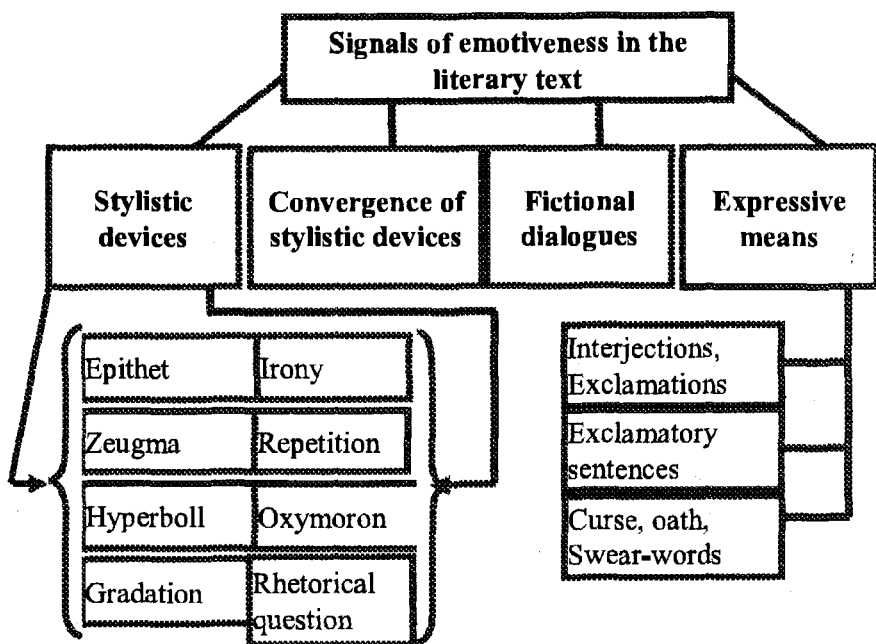 Signals of emotiveness in the
literary text
Stylistic
devices
Convergence of
stylistic devices
Fictional
dialogues
Expressive
means
Epithet
Irony
Zeugma
Repetition
Hyperboll
Oxymoron
Gradation
Rhetorical
question
Interjections,
Exclamations
Exclamatory
sentences
Curse, oath,
Swear-words